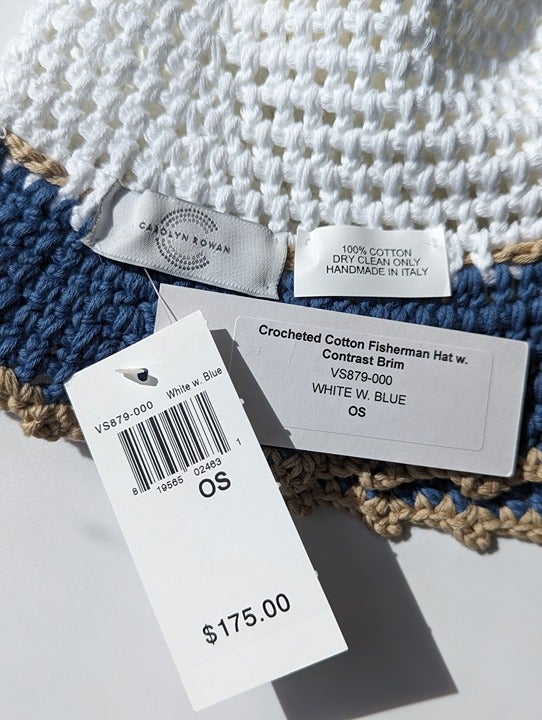 CAROLYN ROWAN
100% COTTON
DRY CLEAN ONLY
HANDMADE IN ITALY
Crocheted Cotton Fisherman Hat w.
Contrast Brim
VS879-000
WHITE W. BLUE
OS
VS879-000 White w. Blue
8 19565 02463 1
OS
$175.00